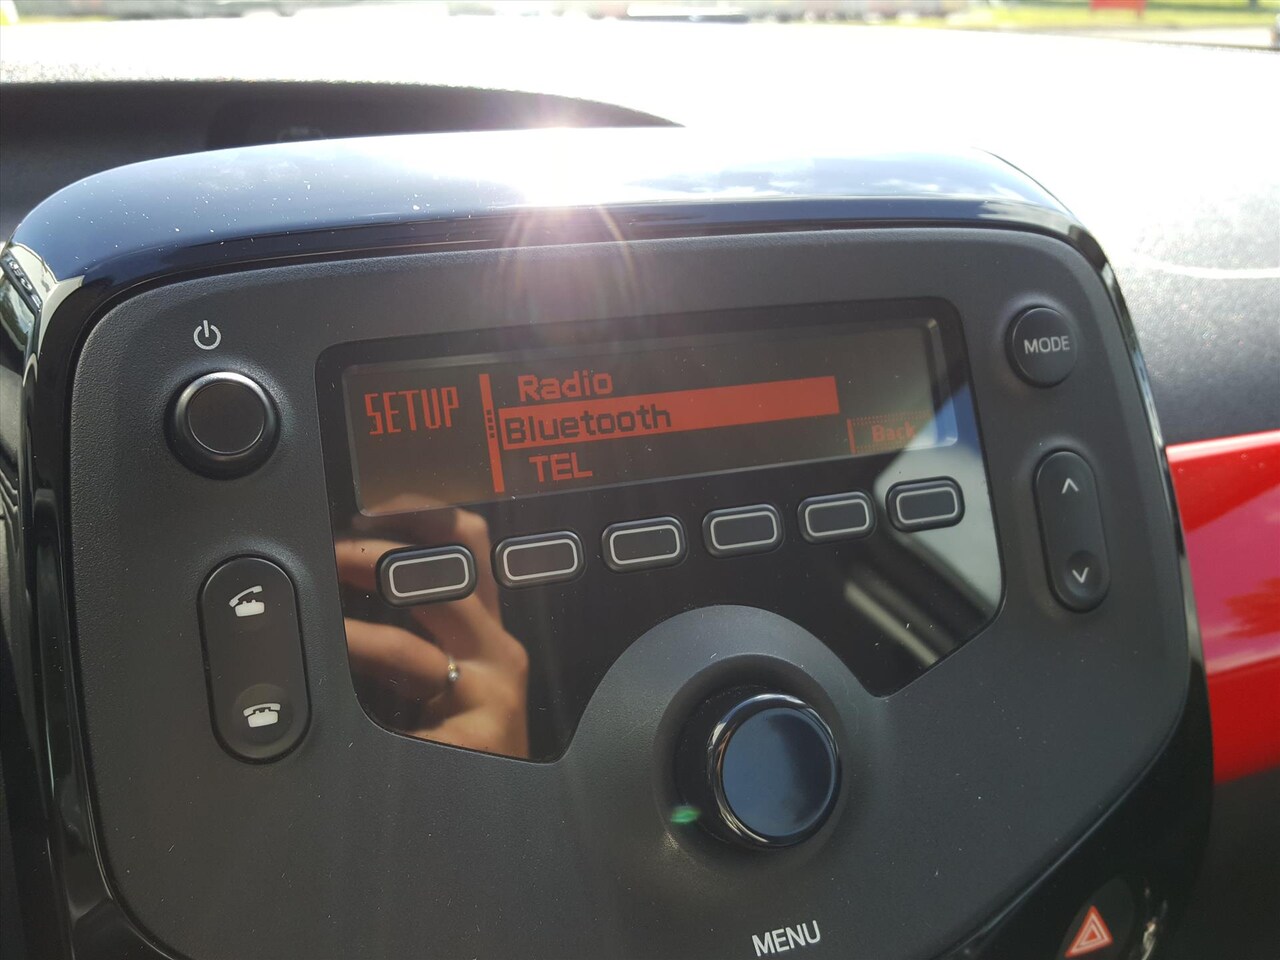 MODE
Radio
SETUP
Bluetooth
Back
TEL
MENU